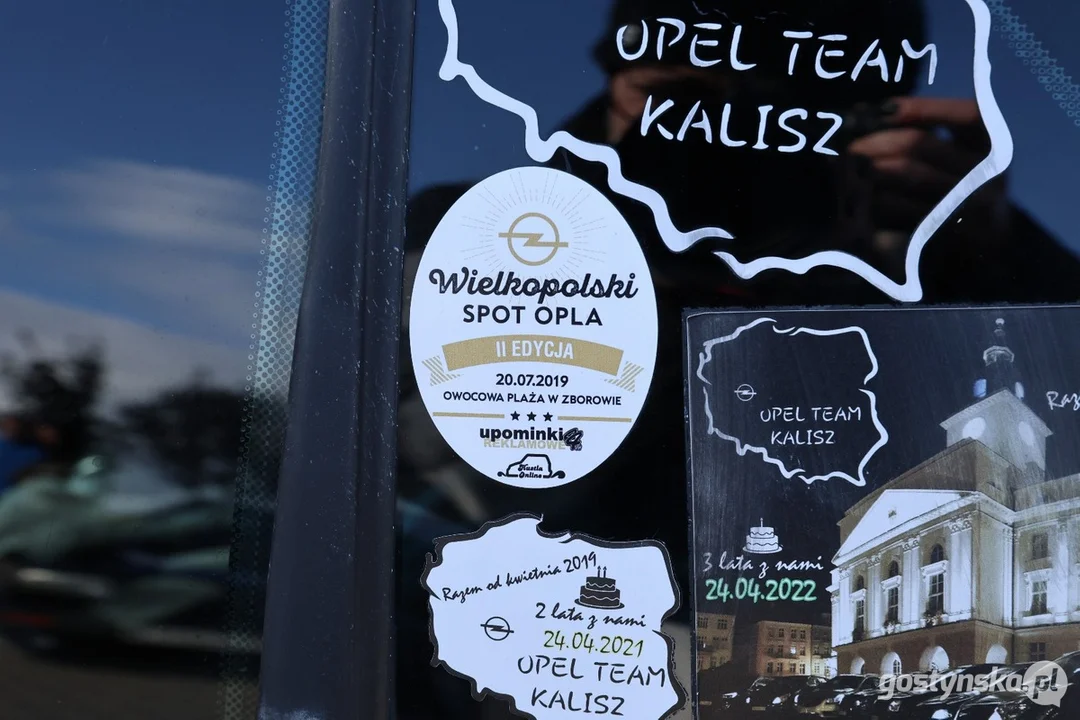 OPEL TEAM
KALISZ
Wielkopolski
SPOT OPLA
II EDYCJA
20.07.2019
OWOCOWA PLAŻA W ZBOROWIE
upominki
REKLAMOWE
Nastla
Online
Razem od kwietnia 2019
2 lata z nami
24.04.2021
OPEL TEAM
KALISZ
OPEL TEAM
KALISZ
3 lata z nami
24.04.2022
gostynska.pl